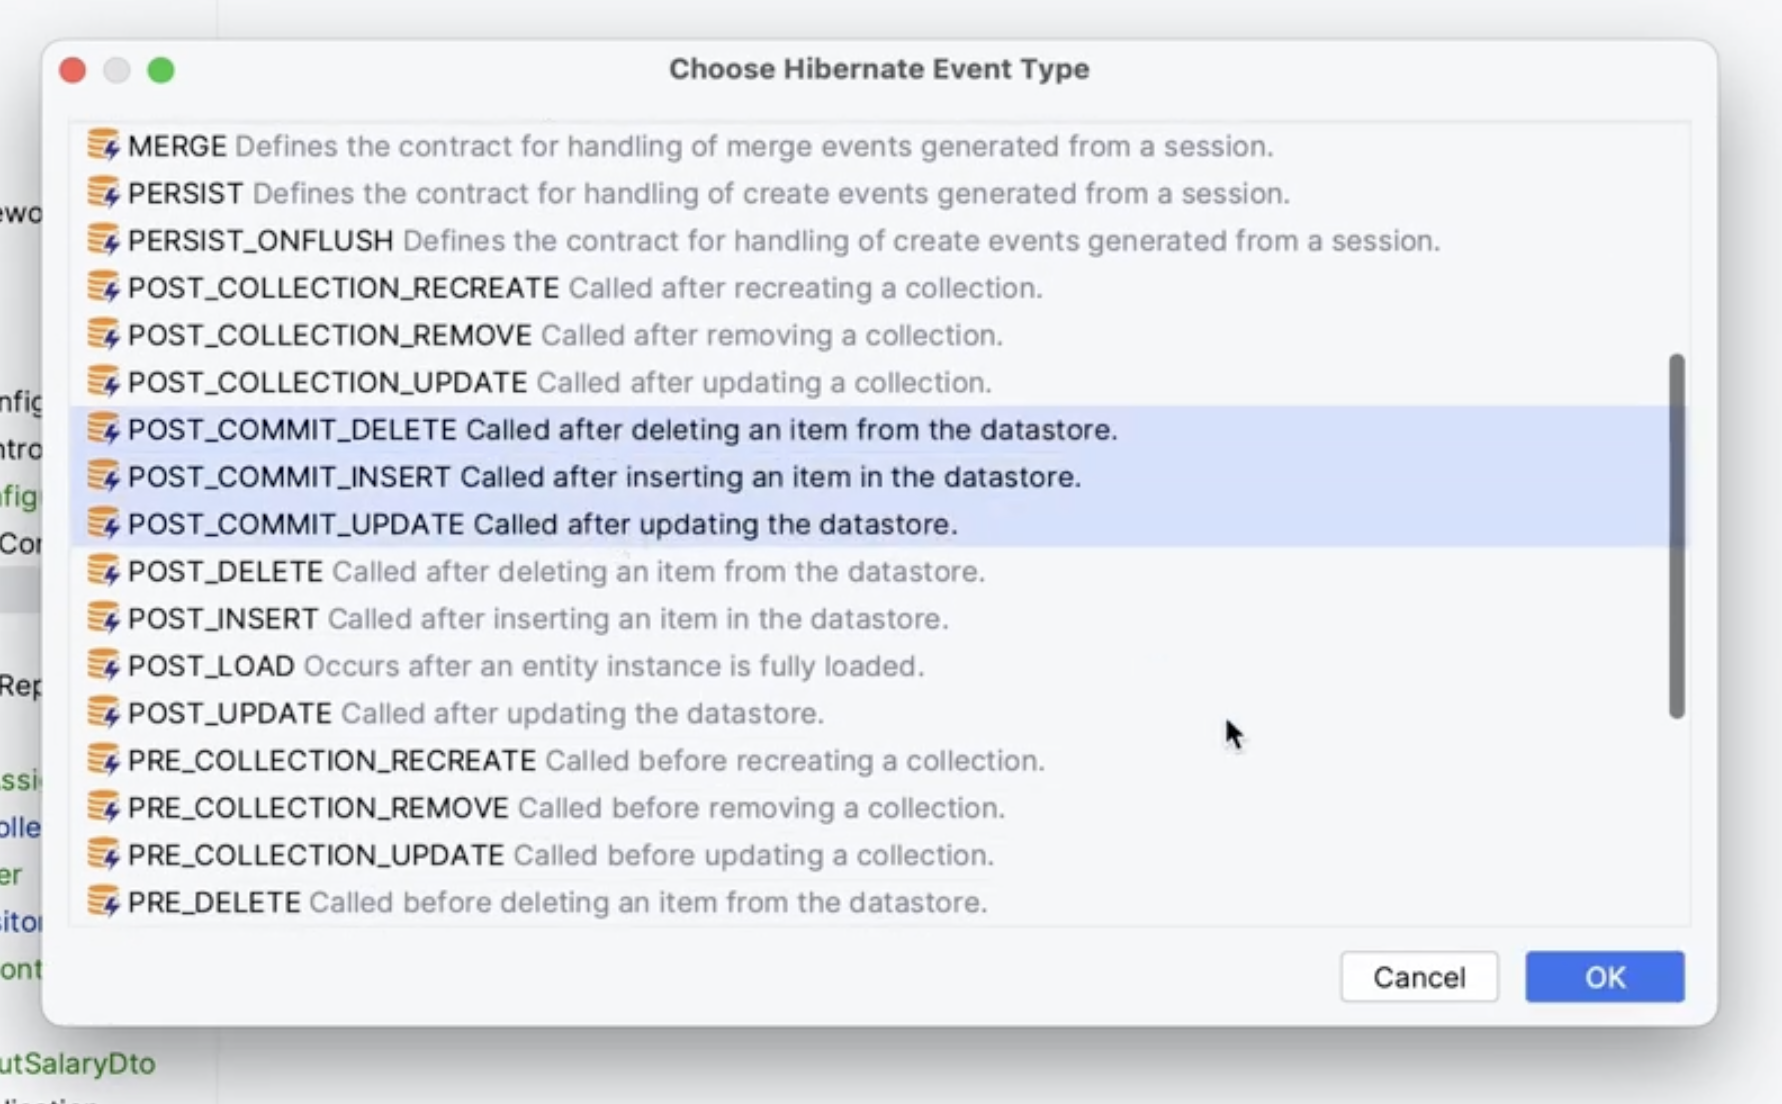 Choose Hibernate Event Type
MERGE Defines the contract for handling of merge events generated from a session.
PERSIST Defines the contract for handling of create events generated from a session.
PERSIST_ONFLUSH Defines the contract for handling of create events generated from a session.
POST_COLLECTION_RECREATE Called after recreating a collection.
POST_COLLECTION_REMOVE Called after removing a collection.
POST_COLLECTION_UPDATE Called after updating a collection.
POST_COMMIT_DELETE Called after deleting an item from the datastore.
POST_COMMIT_INSERT Called after inserting an item in the datastore.
POST_COMMIT_UPDATE Called after updating the datastore.
POST_DELETE Called after deleting an item from the datastore.
POST_INSERT Called after inserting an item in the datastore.
POST_LOAD Occurs after an entity instance is fully loaded.
POST_UPDATE Called after updating the datastore.
PRE_COLLECTION_RECREATE Called before recreating a collection.
PRE_COLLECTION_REMOVE Called before removing a collection.
PRE_COLLECTION_UPDATE Called before updating a collection.
PRE_DELETE Called before deleting an item from the datastore.
Cancel
OK
ewo
nfig
ntro
nfig
Con
Rep
Assi
olle
er
sitor
ont
utSalaryDto